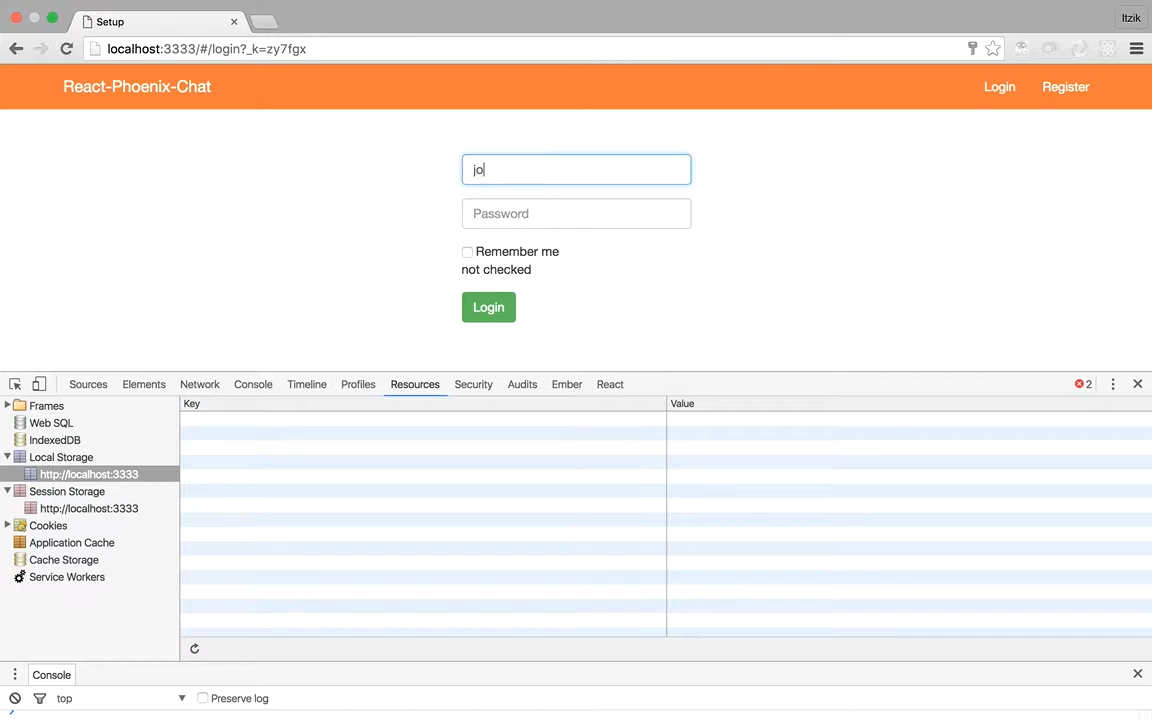 Setup
Itzik
localhost:3333/#/login?_k=zy7fgx
React-Phoenix-Chat
Login
Register
jo
Password
Remember me
not checked
Login
Sources
Elements
Network
Console
Timeline
Profiles
Resources
Security
Audits
Ember
React
2
Frames
Web SQL
IndexedDB
Local Storage
http://localhost:3333
Session Storage
http://localhost:3333
Cookies
Application Cache
Cache Storage
Service Workers
Key
Value
Console
top
Preserve log